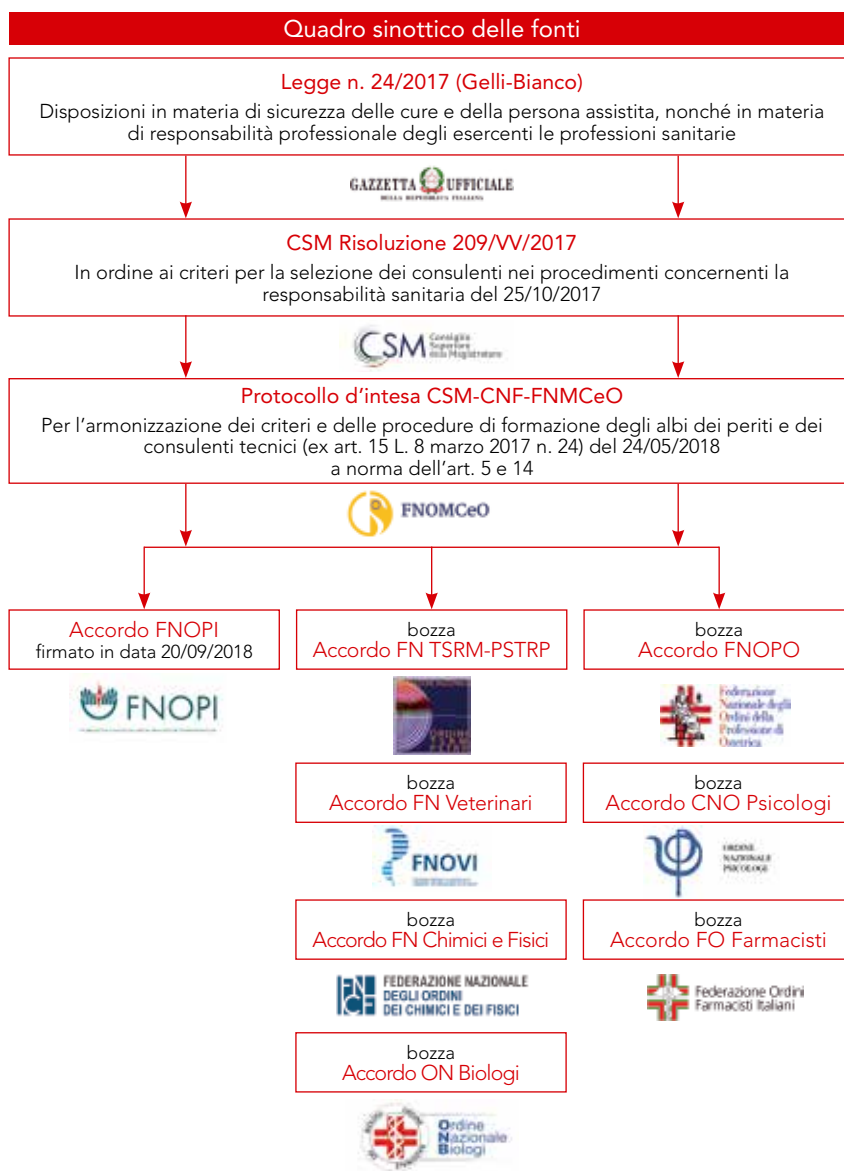 Quadro sinottico delle fonti
Legge n. 24/2017 (Gelli-Bianco)
Disposizioni in materia di sicurezza delle cure e della persona assistita, nonché in materia
di responsabilità professionale degli esercenti le professioni sanitarie
GAZZETTA UFFICIALE
DELLA REPUBBLICA ITALIANA
CSM Risoluzione 209/VV/2017
In ordine ai criteri per la selezione dei consulenti nei procedimenti concernenti la
responsabilità sanitaria del 25/10/2017
CSM Consiglio
Superiore
della Magistratura
Protocollo d'intesa CSM-CNF-FNMCeO
Per l'armonizzazione dei criteri e delle procedure di formazione degli albi dei periti e dei
consulenti tecnici (ex art. 15 L. 8 marzo 2017 n. 24) del 24/05/2018
a norma dell'art. 5 e 14
FNOMCeO
Accordo FNOPI
firmato in data 20/09/2018
FNOPI
bozza
Accordo FN TSRM-PSTRP
bozza
Accordo FNOPO
Federazione
Nazionale degli
Ordini della
Professione di
Ostetrica
bozza
Accordo FN Veterinari
FNOVI
bozza
Accordo CNO Psicologi
ORDINE
NAZIONALE
PSICOLOGI
bozza
Accordo FN Chimici e Fisici
FNCF
FEDERAZIONE NAZIONALE
DEGLI ORDINI
DEI CHIMICI E DEI FISICI
bozza
Accordo FO Farmacisti
Federazione Ordini
Farmacisti Italiani
bozza
Accordo ON Biologi
Ordine
Nazionale
Biologi